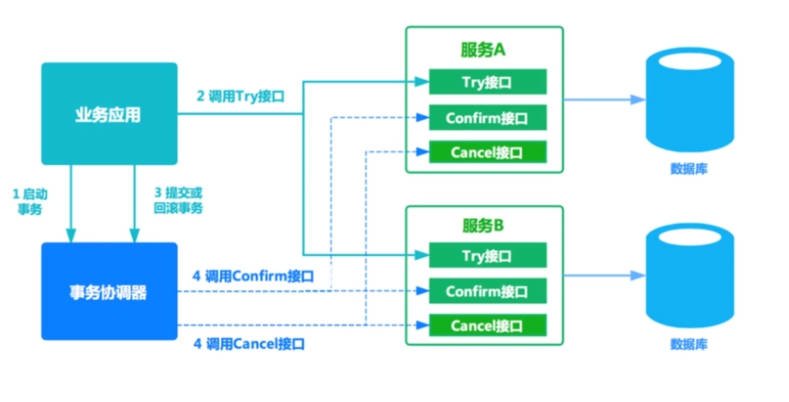 服务A
业务应用
2 调用Try接口
Try接口
Confirm接口
Cancel接口
数据库
1 启动
事务
3 提交或
回滚事务
服务B
事务协调器
4 调用Confirm接口
4 调用Cancel接口
Try接口
Confirm接口
Cancel接口
数据库